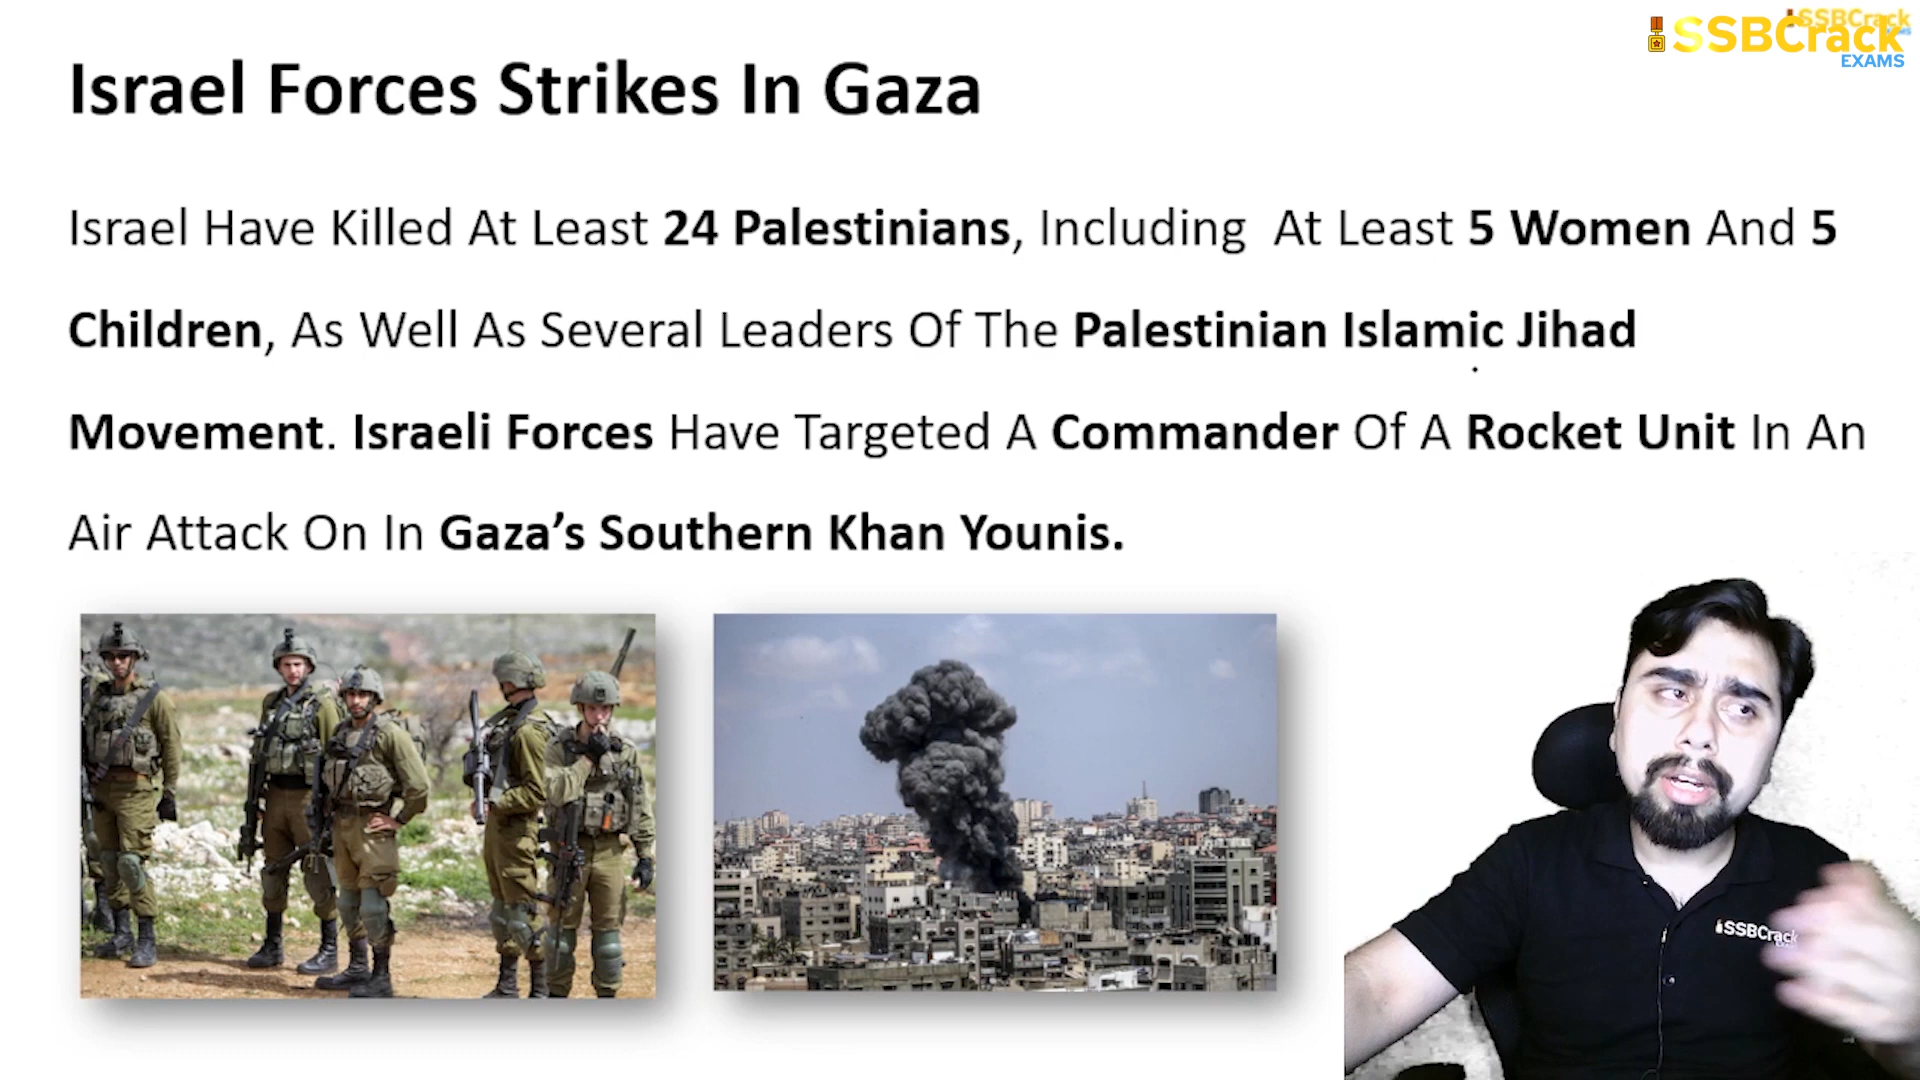 SSBCrack
EXAMS
SSBCrack
Israel Forces Strikes In Gaza
Israel Have Killed At Least 24 Palestinians, Including  At Least 5 Women And 5
Children, As Well As Several Leaders Of The Palestinian Islamic Jihad
Movement. Israeli Forces Have Targeted A Commander Of A Rocket Unit In An
Air Attack On In Gaza’s Southern Khan Younis.
SSBCrack